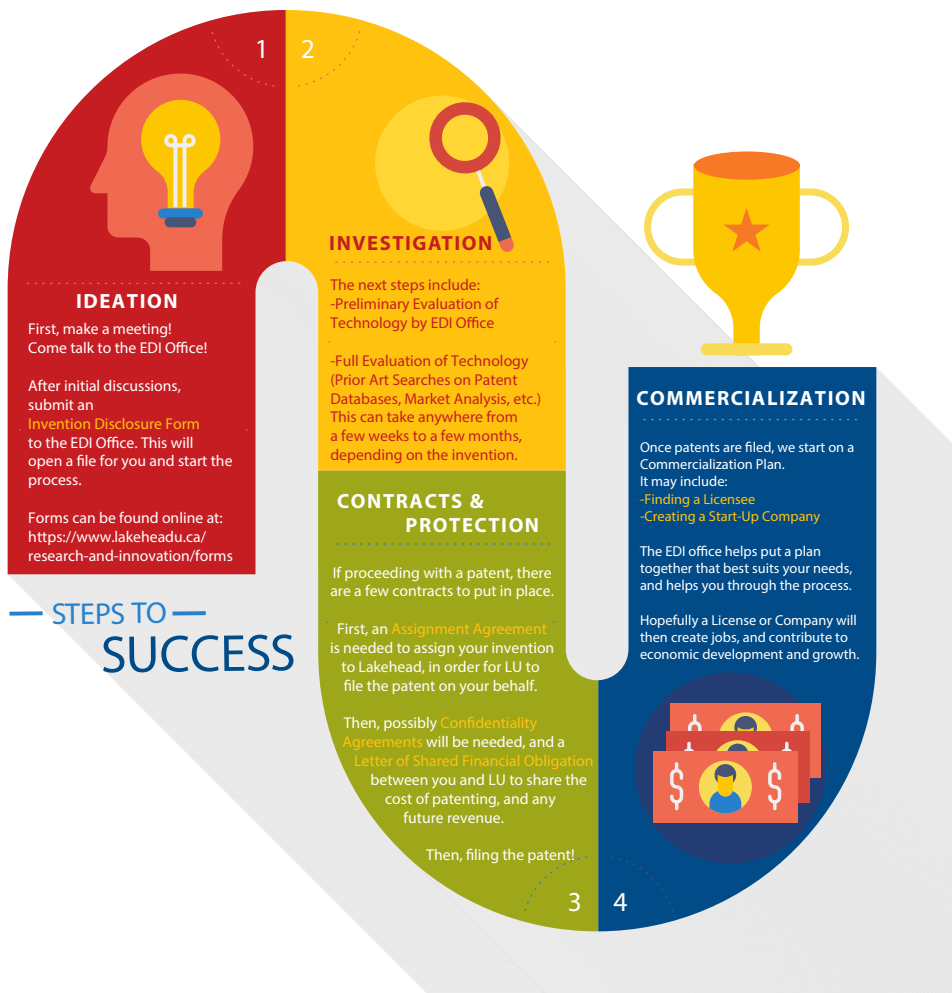 1
IDEATION
First, make a meeting!
Come talk to the EDI Office!
After initial discussions,
submit an
Invention Disclosure Form
to the EDI Office. This will
open a file for you and start the
process.
Forms can be found online at:
https://www.lakeheadu.ca/
research-and-innovation/forms
STEPS TO
SUCCESS
2
INVESTIGATION
The next steps include:
-Preliminary Evaluation of
Technology by EDI Office
-Full Evaluation of Technology
(Prior Art Searches on Patent
Databases, Market Analysis, etc.)
This can take anywhere from
a few weeks to a few months,
depending on the invention.
CONTRACTS &
PROTECTION
If proceeding with a patent, there
are a few contracts to put in place.
First, an Assignment Agreement
is needed to assign your invention
to Lakehead, in order for LU to
file the patent on your behalf.
Then, possibly Confidentiality
Agreements will be needed, and a
Letter of Shared Financial Obligation
between you and LU to share the
cost of patenting, and any
future revenue.
Then, filing the patent!
3
COMMERCIALIZATION
Once patents are filed, we start on a
Commercialization Plan.
It may include:
-Finding a Licensee
-Creating a Start-Up Company
The EDI office helps put a plan
together that best suits your needs,
and helps you through the process.
Hopefully a License or Company will
then create jobs, and contribute to
economic development and growth.
$ $
$ $
4